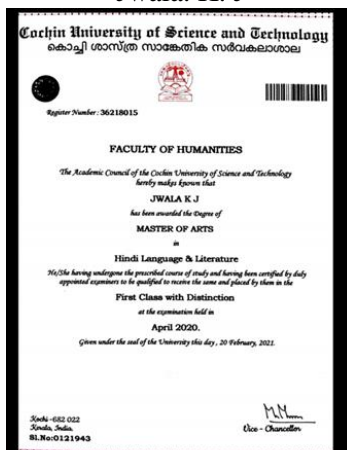 Cochin University of Science and Technology
കൊച്ചി ശാസ്ത്ര സാങ്കേതിക സർവകലാശാല
Register Number : 36218015
FACULTY OF HUMANITIES
The Academic Council of the Cochin University of Science and Technology
hereby makes known that
JWALA K J
has been awarded the Degree of
MASTER OF ARTS
in
Hindi Language & Literature
He/She having undergone the prescribed course of study and having been certified by duly
appointed examiners to be qualified to receive the same and placed by them in the
First Class with Distinction
at the examination held in
April 2020.
Given under the seal of the University this day, 20 February, 2021.
Kochi -682 022
Kerala, India.
Sl.No:0121943
Vice - Chancellor